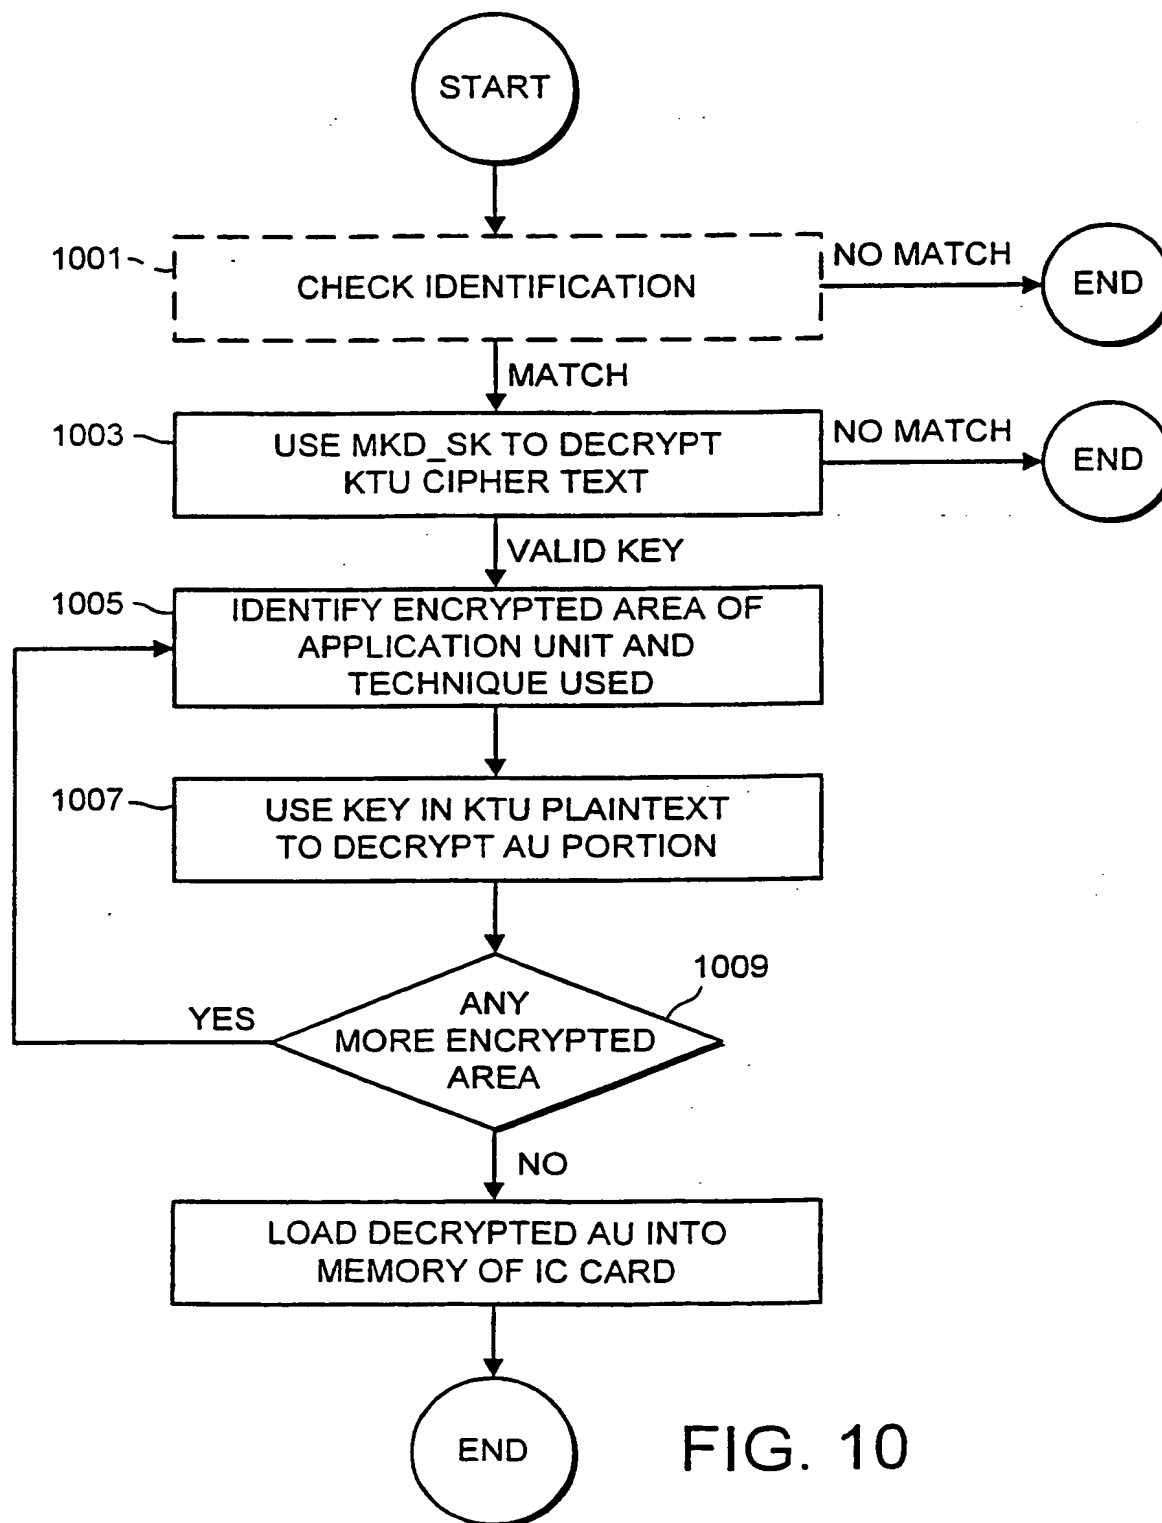 START
1001
CHECK IDENTIFICATION
NO MATCH
END
MATCH
1003
USE MKD_SK TO DECRYPT
KTU CIPHER TEXT
NO MATCH
END
VALID KEY
1005
IDENTIFY ENCRYPTED AREA OF
APPLICATION UNIT AND
TECHNIQUE USED
1007
USE KEY IN KTU PLAINTEXT
TO DECRYPT AU PORTION
1009
ANY
MORE ENCRYPTED
AREA
YES
NO
LOAD DECRYPTED AU INTO
MEMORY OF IC CARD
END
FIG. 10